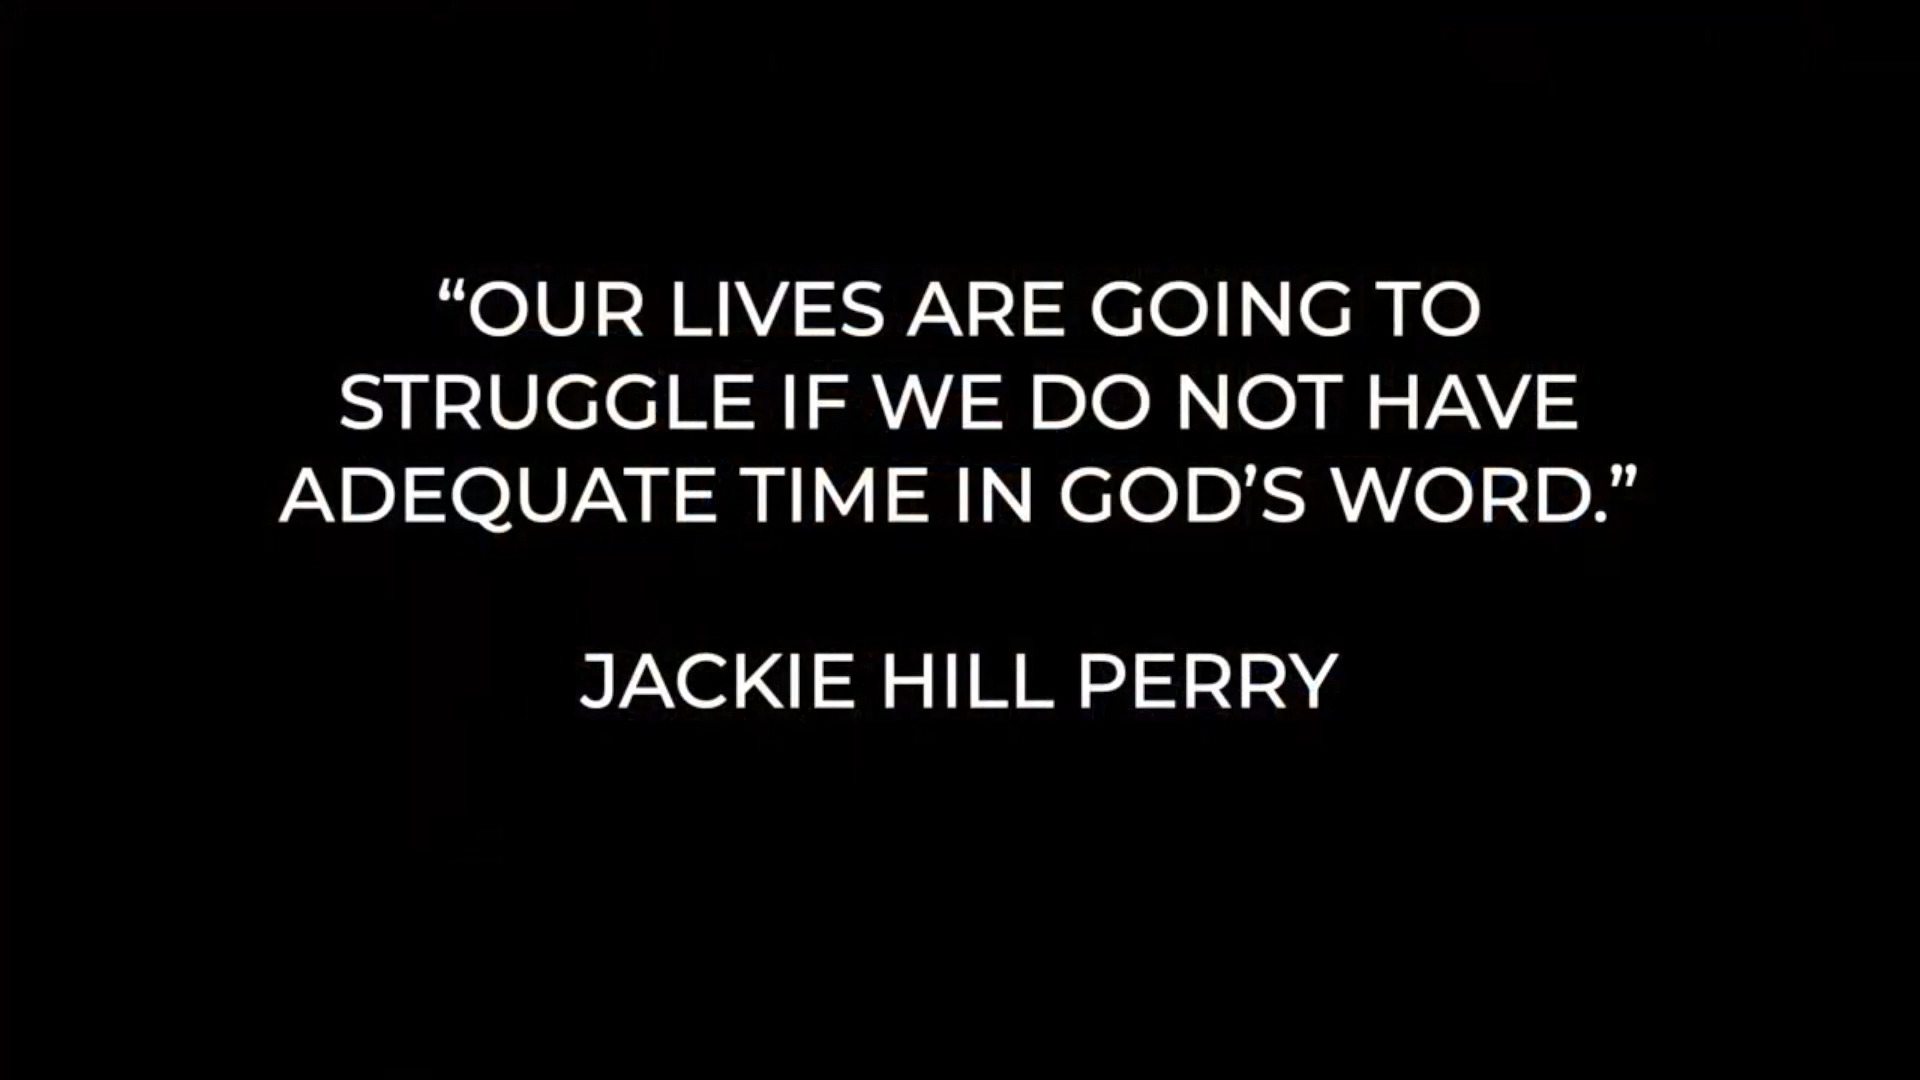 “OUR LIVES ARE GOING TO
STRUGGLE IF WE DO NOT HAVE
ADEQUATE TIME IN GOD’S WORD.”
JACKIE HILL PERRY